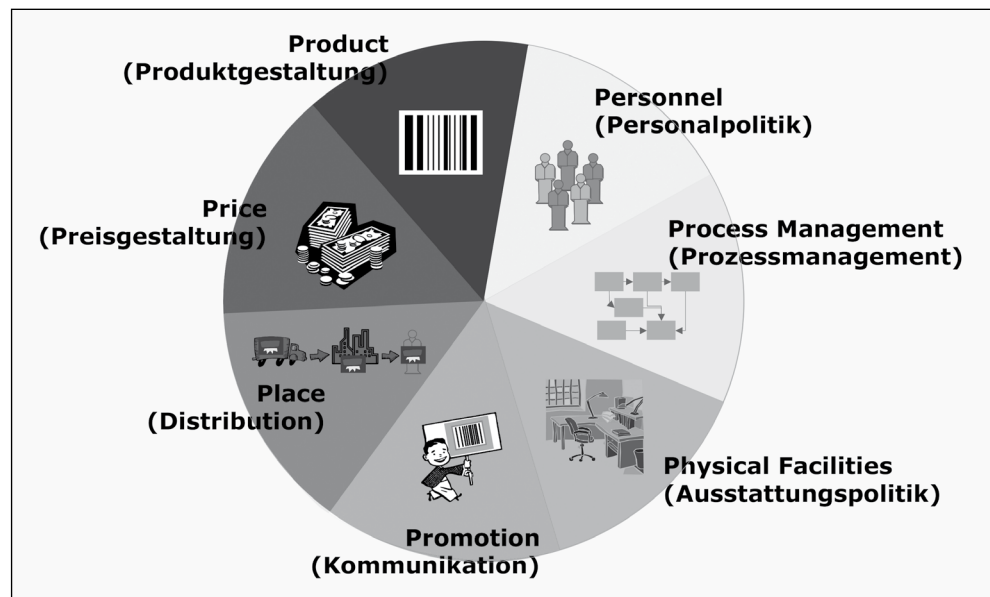 Product
(Produktgestaltung)
Personnel
(Personalpolitik)
Price
(Preisgestaltung)
Process Management
(Prozessmanagement)
Place
(Distribution)
Physical Facilities
(Ausstattungspolitik)
Promotion
(Kommunikation)